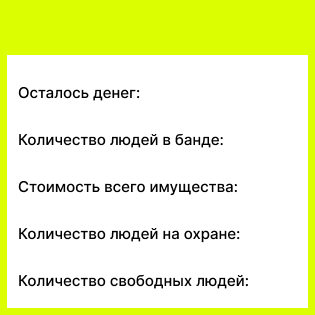 Осталось денег:
Количество людей в банде:
Стоимость всего имущества:
Количество людей на охране:
Количество свободных людей: